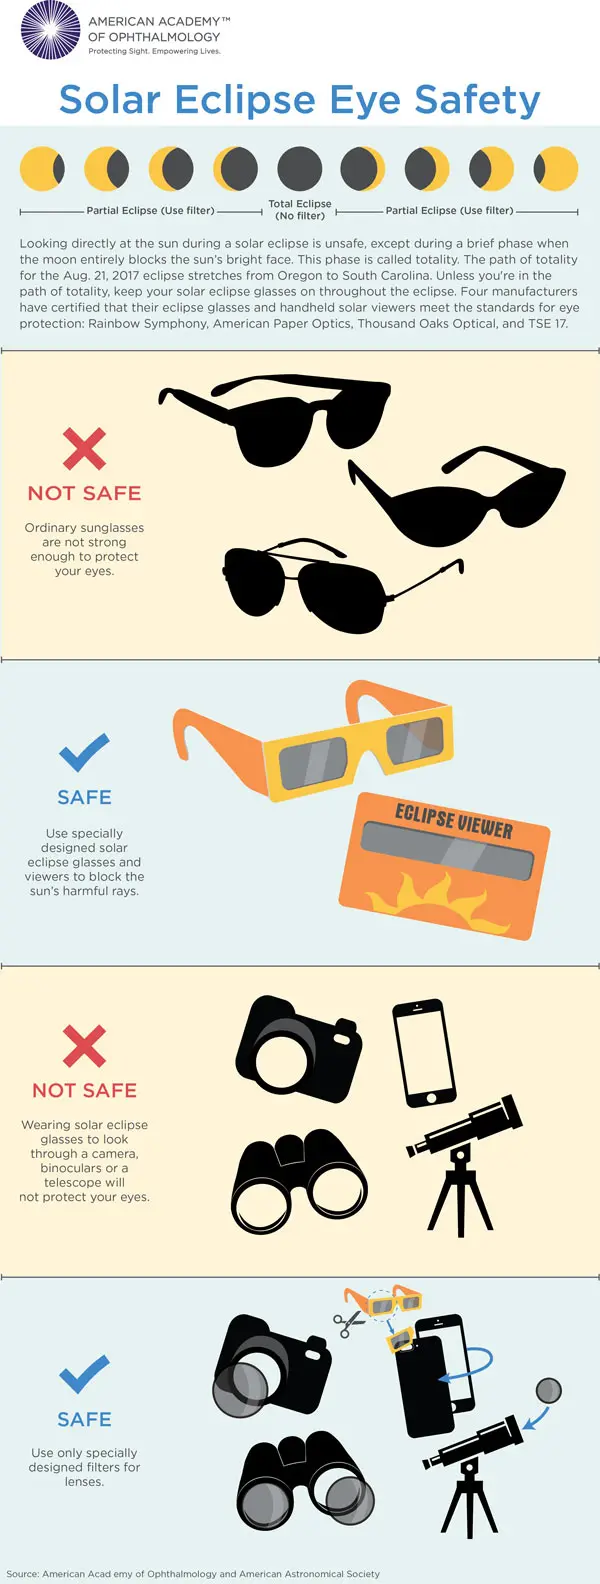 AMERICAN ACADEMY™
OF OPHTHALMOLOGY
Protecting Sight. Empowering Lives.
Solar Eclipse Eye Safety
Partial Eclipse (Use filter)
Total Eclipse
(No filter)
Partial Eclipse (Use filter)
Looking directly at the sun during a solar eclipse is unsafe, except during a brief phase when
the moon entirely blocks the sun's bright face. This phase is called totality. The path of totality
for the Aug. 21, 2017 eclipse stretches from Oregon to South Carolina. Unless you're in the
path of totality, keep your solar eclipse glasses on throughout the eclipse. Four manufacturers
have certified that their eclipse glasses and handheld solar viewers meet the standards for eye
protection: Rainbow Symphony, American Paper Optics, Thousand Oaks Optical, and TSE 17.
NOT SAFE
Ordinary sunglasses
are not strong
enough to protect
your eyes.
SAFE
Use specially
designed solar
eclipse glasses and
viewers to block the
sun's harmful rays.
ECLIPSE VIEWER
NOT SAFE
Wearing solar eclipse
glasses to look
through a camera,
binoculars or a
telescope will
not protect your eyes.
SAFE
Use only specially
designed filters for
lenses.
Source: American Acad emy of Ophthalmology and American Astronomical Society